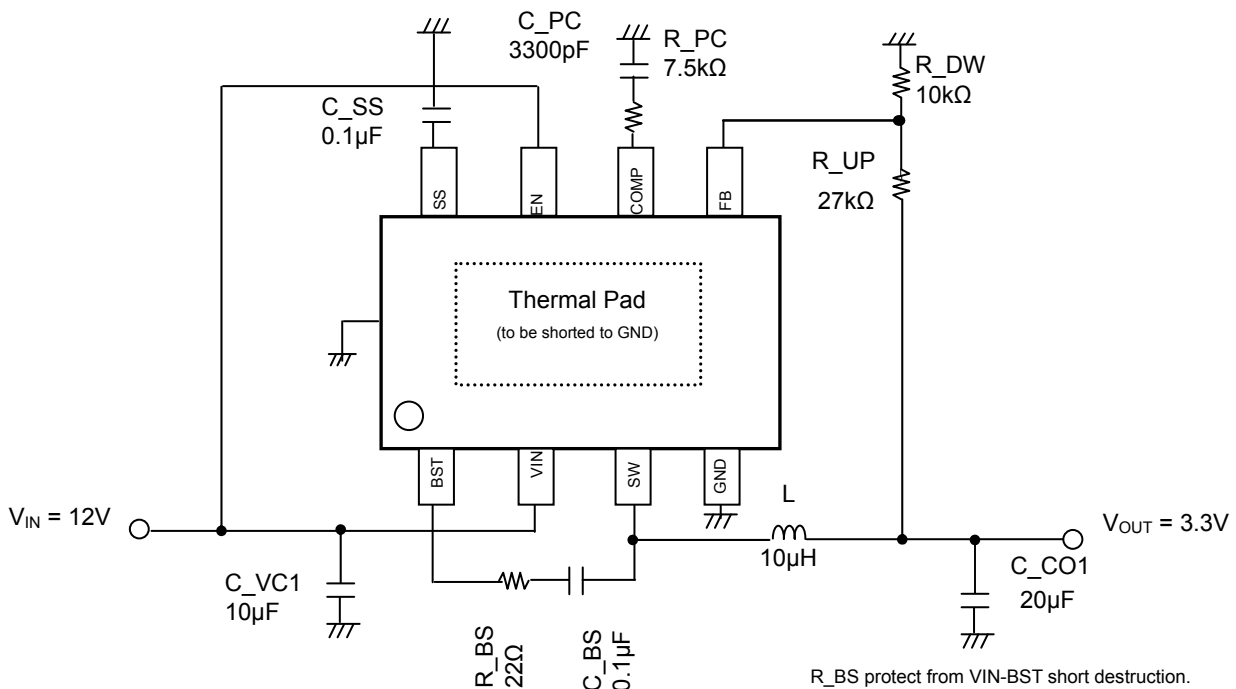 C_PC
3300pF
R_PC
7.5kΩ
R_DW
10kΩ
C_SS
0.1µF
R_UP
27kΩ
SS
EN
COMP
FB
Thermal Pad
(to be shorted to GND)
BST
VIN
SW
GND
VIN = 12V
L
10µH
VOUT = 3.3V
C_VC1
10µF
C_CO1
20µF
R_BS
22Ω
C_BS
0.1µF
R_BS protect from VIN-BST short destruction.